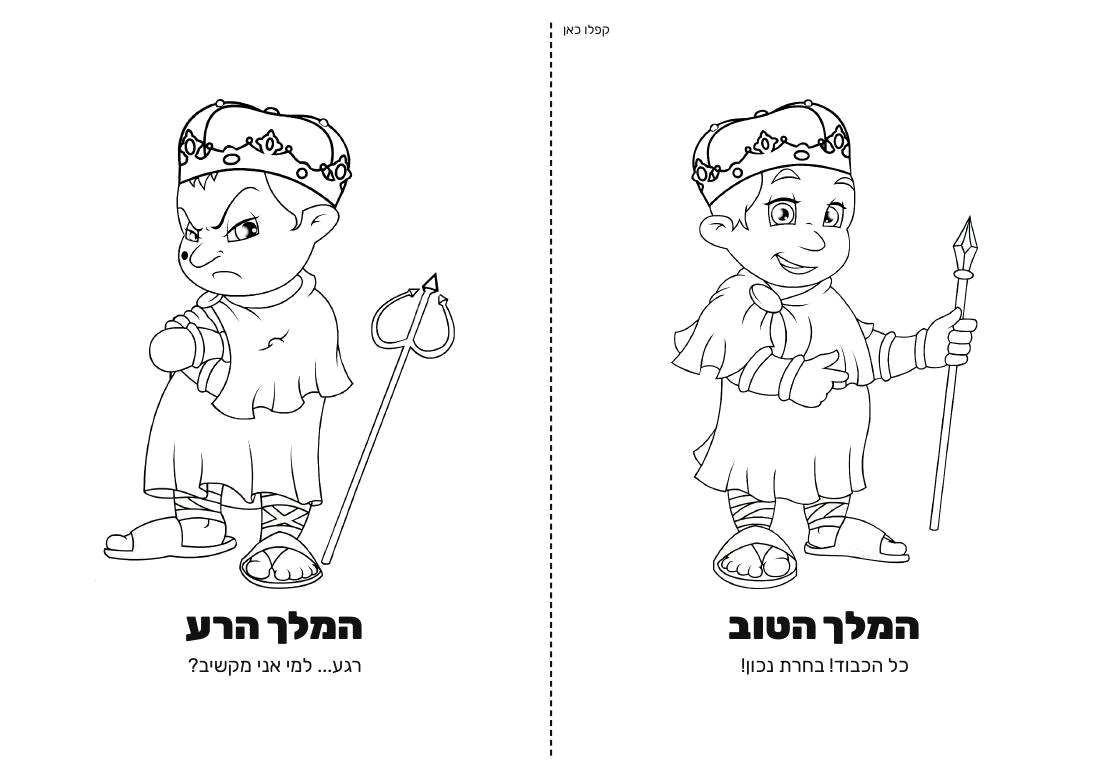 קפלו כאן
המלך הטוב
כל הכבוד! בחרת נכון!
המלך הרע
רגע... למי אני מקשיב?